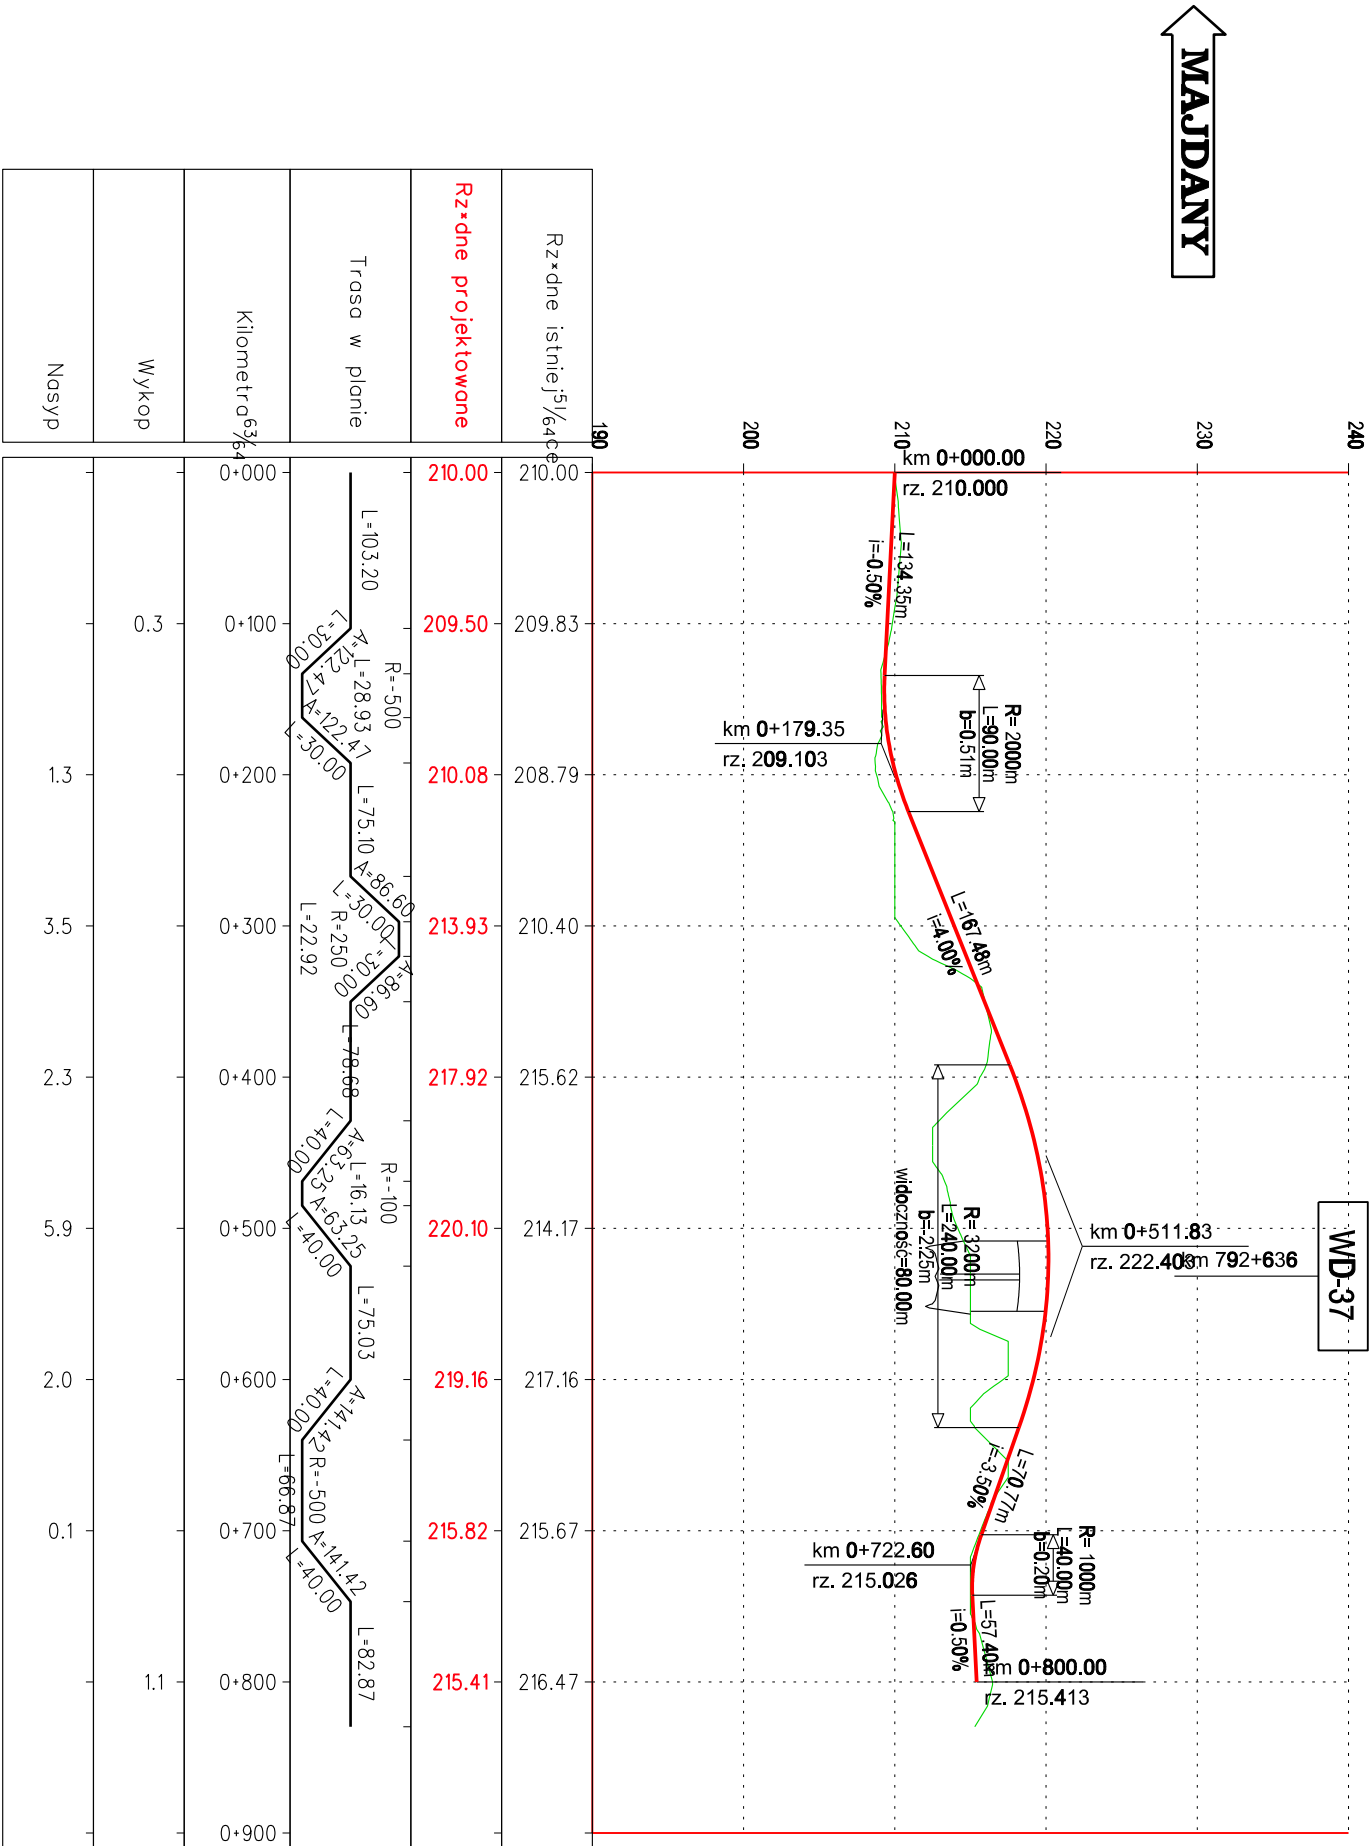 MAJDANY
240
230
220
210
200
190
WD-37
km 792+636
km 0+000.00
rz. 210.000
L=134.35m
i=-0.50%
R= 2000m
L=90.00m
b=0.51m
km 0+179.35
rz. 209.103
L=167.48m
i=4.00%
R= 3200m
L=240.00m
b=-2.25m
widoczność=80.00m
km 0+511.83
rz. 222.403
L=70.77m
i=-3.50%
R= 1000m
L=40.00m
b=0.20m
km 0+722.60
rz. 215.026
L=57.40m
i=0.50%
km 0+800.00
rz. 215.413
Rz×dne istniej51/64ce
210.00
209.83
208.79
210.40
215.62
214.17
217.16
215.67
216.47
Rz×dne projektowane
210.00
209.50
210.08
213.93
217.92
220.10
219.16
215.82
215.41
Trasa w planie
L=103.20
L=30.00
A=122.47
R=-500
L=28.93
A=122.47
L=30.00
L=75.10
A=86.60
L=30.00
R=250
L=22.92
A=86.60
L=30.00
L=78.68
L=40.00
A=63.25
R=-100
L=16.13
A=63.25
L=40.00
L=75.03
A=141.42
L=40.00
R=-500
L=66.87
A=141.42
L=40.00
L=82.87
Kilometra63/64
0+000
0+100
0+200
0+300
0+400
0+500
0+600
0+700
0+800
0+900
Wykop
0.3
1.1
Nasyp
1.3
3.5
2.3
5.9
2.0
0.1